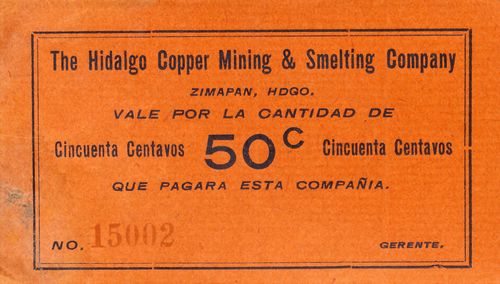 The Hidalgo Copper Mining & Smelting Company
ZIMAPAN, HDGO.
VALE POR LA CANTIDAD DE
Cincuenta Centavos 50C Cincuenta Centavos
QUE PAGARA ESTA COMPAÑIA.
NO. 15002 GERENTE.